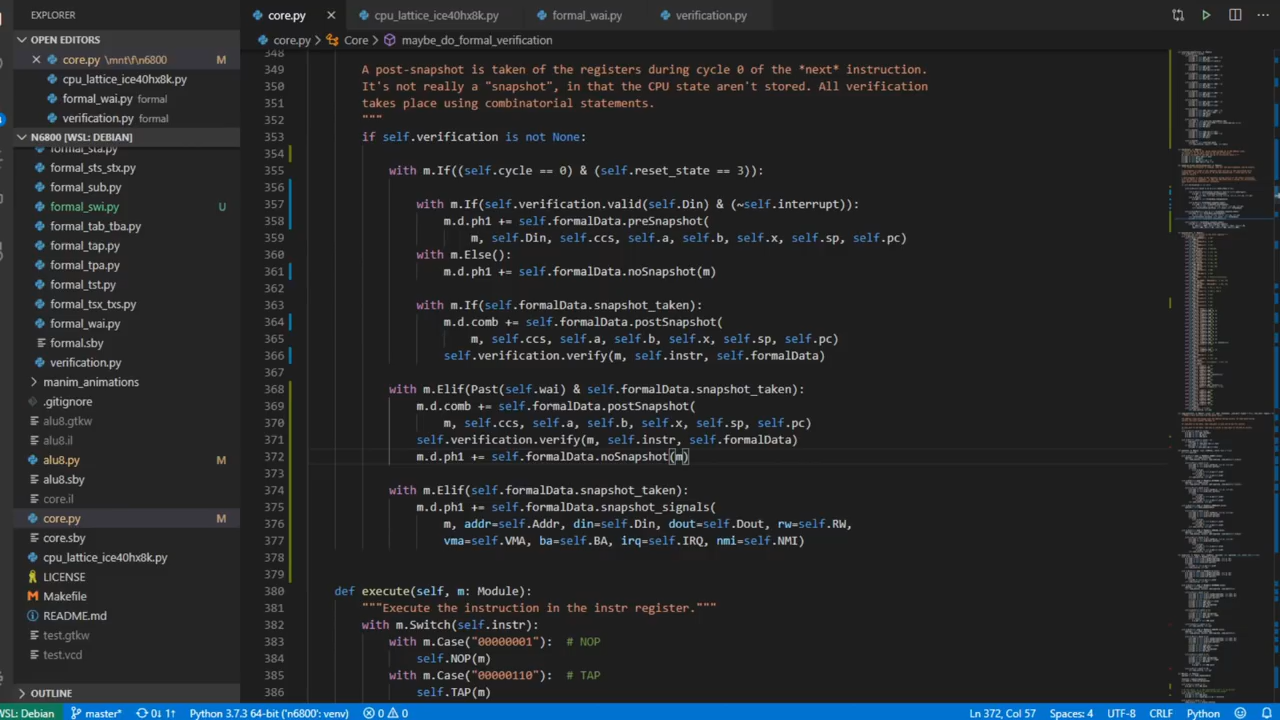 EXPLORER
OPEN EDITORS
core.py \mnt\f\n6800 M
cpu_lattice_ice40hx8k.py
formal_wai.py formal
verification.py formal
N6800 [WSL: DEBIAN]
formal_sta.py
formal_sts_stx.py
formal_sub.py
formal_swi.py U
formal_tab_tba.py
formal_tap.py
formal_tpa.py
formal_tst.py
formal_tsx_txs.py
formal_wai.py
formal.sby
verification.py
manim_animations
.gitignore
alu8.gtkw
alu8.il
alu8.py M
alu8.sby
core.il
core.py M
core.sby
cpu_lattice_ice40hx8k.py
LICENSE
Makefile
README.md
test.gtkw
test.vcd
OUTLINE
core.py
cpu_lattice_ice40hx8k.py
formal_wai.py
verification.py
core.py > Core > maybe_do_formal_verification
348
349 A post-snapshot is taken of the registers during cycle 0 of the *next* instruction.
350 It's not really a "snapshot", in that the CPU state aren't stored. All verification
351 takes place using combinatorial statements.
352 """
353 if self.verification is not None:
354
355 with m.If((self.cycle == 0) & (self.reset_state == 3)):
356
357 with m.If(self.verification.valid(self.Din) & (~self.interrupt)):
358 m.d.ph1 += self.formalData.preSnapshot(
359 m, self.Din, self.ccs, self.a, self.b, self.x, self.sp, self.pc)
360 with m.Else()
361 m.d.ph1 += self.formalData.noSnapshot(m)
362
363 with m.If(self.formalData.snapshot_taken):
364 m.d.comb += self.formalData.postSnapshot(
365 m, self.ccs, self.a, self.b, self.x, self.sp, self.pc)
366 self.verification.verify(m, self.instr, self.formalData)
367
368 with m.Elif(Rose(self.wai) & self.formalData.snapshot_taken):
369 m.d.comb += self.formalData.postSnapshot(
370 m, self.ccs, self.a, self.b, self.x, self.sp, self.pc)
371 self.verification.verify(m, self.instr, self.formalData)
372 m.d.ph1 += self.formalData.noSnapshot(m)
373
374 with m.Elif(self.formalData.snapshot_taken):
375 m.d.ph1 += self.formalData.snapshot_signals(
376 m, addr=self.Addr, din=self.Din, dout=self.Dout, rw=self.RW,
377 vma=self.VMA, ba=self.BA, irq=self.IRQ, nmi=self.NMI)
378
379
380 def execute(self, m: Module):
381 """Execute the instruction in the instr register."""
382 with m.Switch(self.instr):
383 with m.Case("00000001"): # NOP
384 self.NOP(m)
385 with m.Case("00000110"): # TAP
386 self.TAP(m)
WSL: Debian master* 0↓ 1↑ Python 3.7.3 64-bit ('n6800': venv) 0 0 Ln 372, Col 57 Spaces: 4 UTF-8 CRLF Python